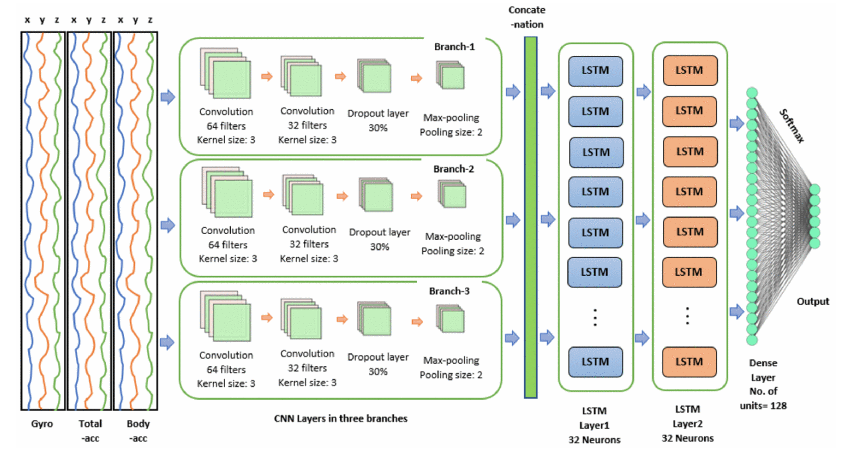 Concate
-nation
x y z x y z x y z
Branch-1
Convolution
64 filters
Kernel size: 3
Convolution
32 filters
Kernel size: 3
Dropout layer
30%
Max-pooling
Pooling size: 2
Branch-2
Convolution
64 filters
Kernel size: 3
Convolution
32 filters
Kernel size: 3
Dropout layer
30%
Max-pooling
Pooling size: 2
Branch-3
Convolution
64 filters
Kernel size: 3
Convolution
32 filters
Kernel size: 3
Dropout layer
30%
Max-pooling
Pooling size: 2
CNN Layers in three branches
Gyro
Total
-acc
Body
-acc
LSTM
LSTM
LSTM
LSTM
LSTM
LSTM
LSTM
LSTM
Layer1
32 Neurons
LSTM
LSTM
LSTM
LSTM
LSTM
LSTM
LSTM
LSTM
Layer2
32 Neurons
Softmax
Output
Dense
Layer
No. of
units= 128